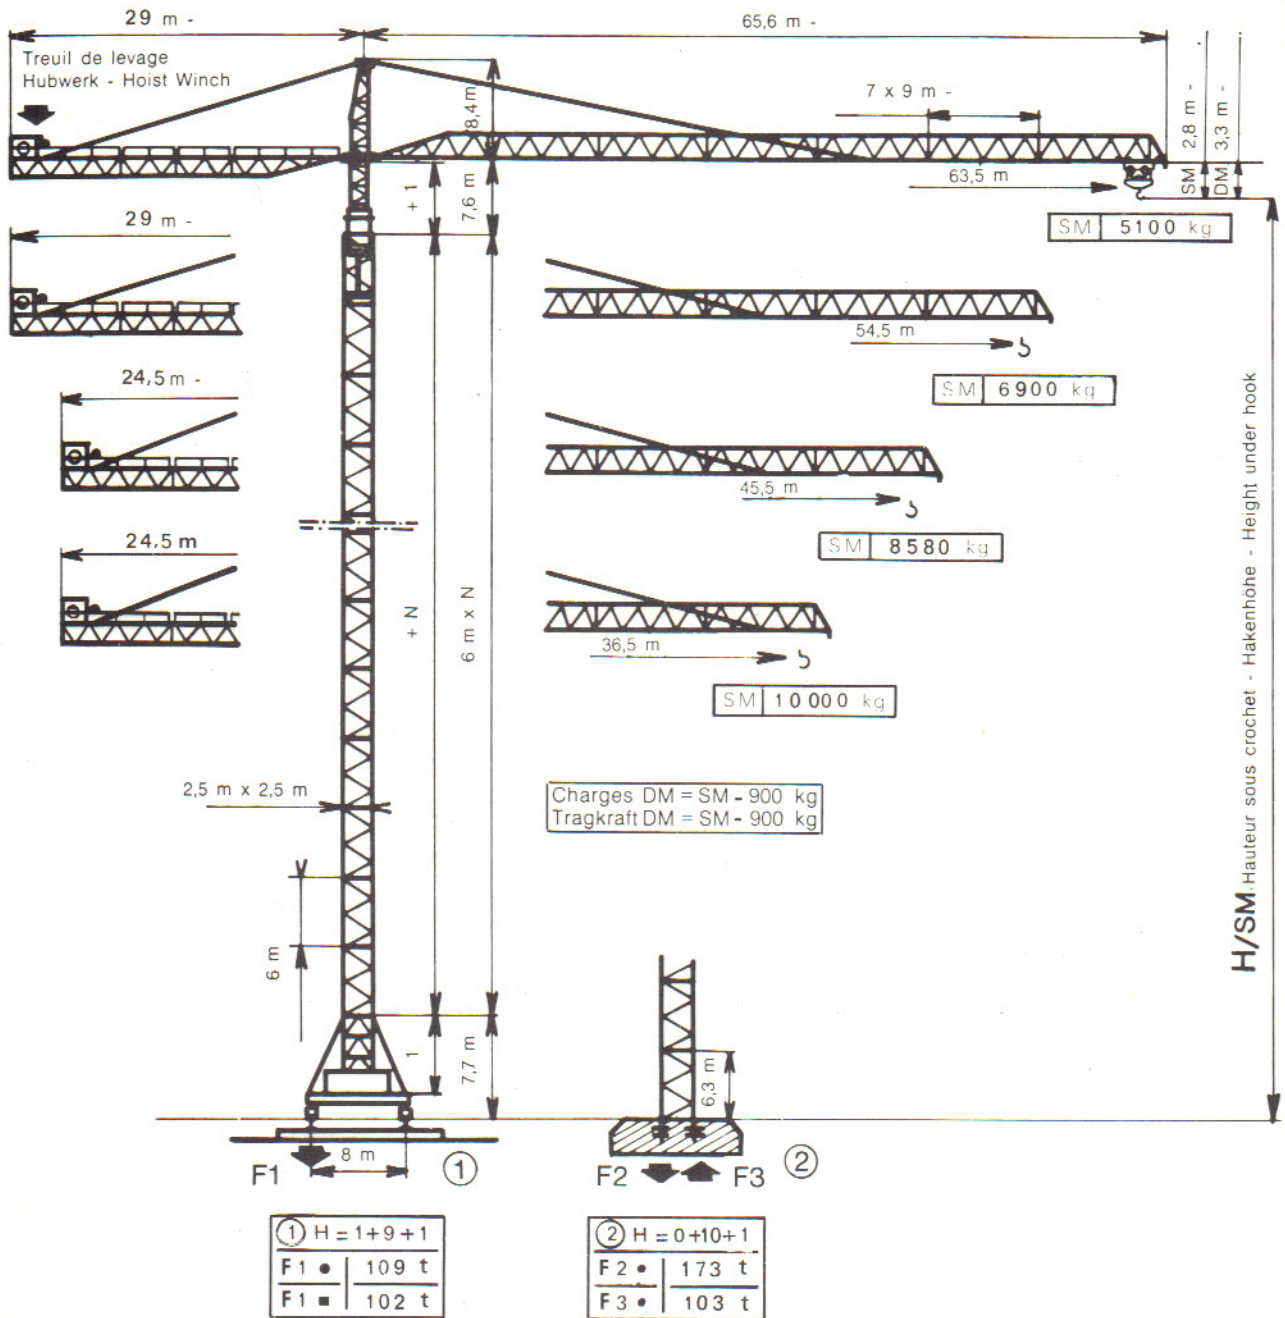 29 m -
65,6 m -
Treuil de levage
Hubwerk - Hoist Winch
8,4 m
7 x 9 m -
SM 2,8 m -
DM 3,3 m -
+ 1
7,6 m
63,5 m
SM 5100 kg
29 m -
54,5 m
SM 6900 kg
24,5 m -
45,5 m
SM 8580 kg
24,5 m
+ N
6 m x N
36,5 m
SM 10 000 kg
H/SM. Hauteur sous crochet - Hakenhöhe - Height under hook
2,5 m x 2,5 m
Charges DM = SM - 900 kg
Tragkraft DM = SM - 900 kg
6 m
1
7,7 m
6,3 m
F1
8 m
1
F2
F3
2
1 H = 1+9+1
F1 ● 109 t
F1 ■ 102 t
2 H = 0+10+1
F2 • 173 t
F3 • 103 t